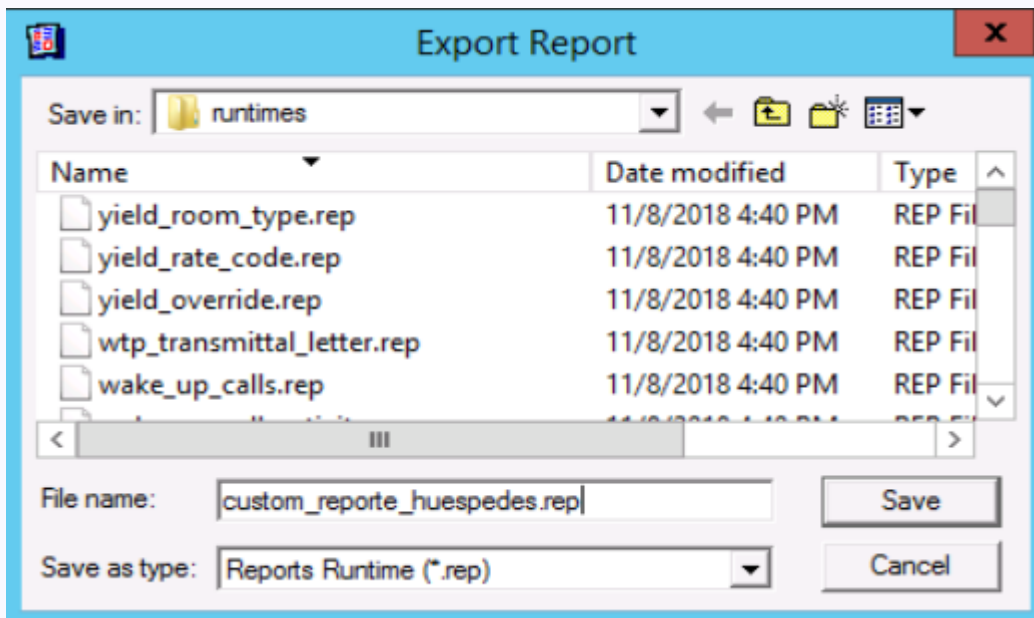 Export Report
Save in: runtimes
Name Date modified Type
yield_room_type.rep 11/8/2018 4:40 PM REP Fil
yield_rate_code.rep 11/8/2018 4:40 PM REP Fil
yield_override.rep 11/8/2018 4:40 PM REP Fil
wtp_transmittal_letter.rep 11/8/2018 4:40 PM REP Fil
wake_up_calls.rep 11/8/2018 4:40 PM REP Fil
File name: custom_reporte_huespedes.rep Save
Save as type: Reports Runtime (*.rep) Cancel